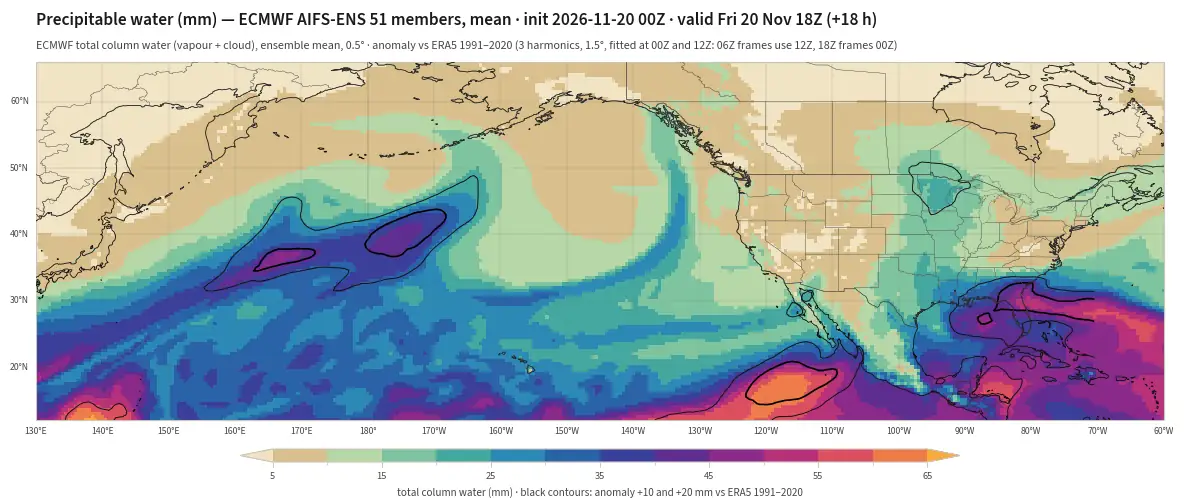 Precipitable water (mm) — ECMWF AIFS-ENS 51 members, mean · init 2026-11-20 00Z · valid Fri 20 Nov 18Z (+18 h)
ECMWF total column water (vapour + cloud), ensemble mean, 0.5° · anomaly vs ERA5 1991–2020 (3 harmonics, 1.5°, fitted at 00Z and 12Z: 06Z frames use 12Z, 18Z frames 00Z)
60°N
50°N
40°N
30°N
20°N
130°E 140°E 150°E 160°E 170°E 180° 170°W 160°W 150°W 140°W 130°W 120°W 110°W 100°W 90°W 80°W 70°W 60°W
5 15 25 35 45 55 65
total column water (mm) · black contours: anomaly +10 and +20 mm vs ERA5 1991–2020